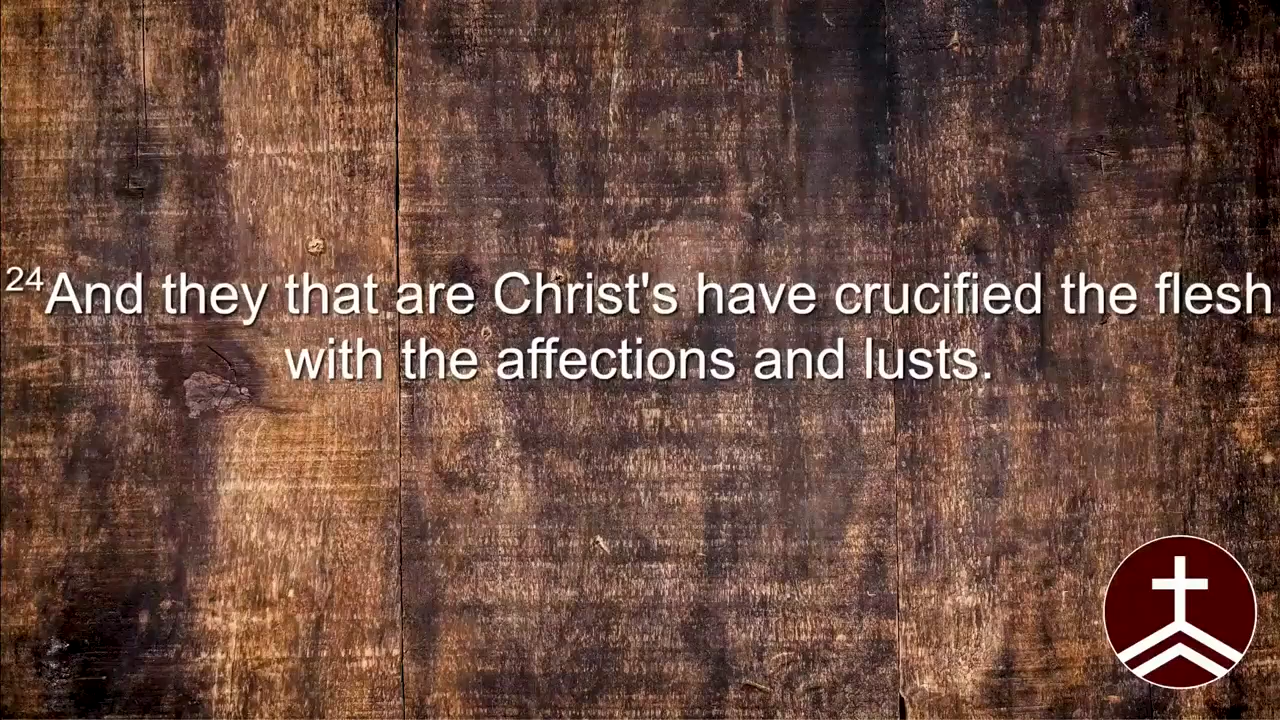 24And they that are Christ's have crucified the flesh
with the affections and lusts.